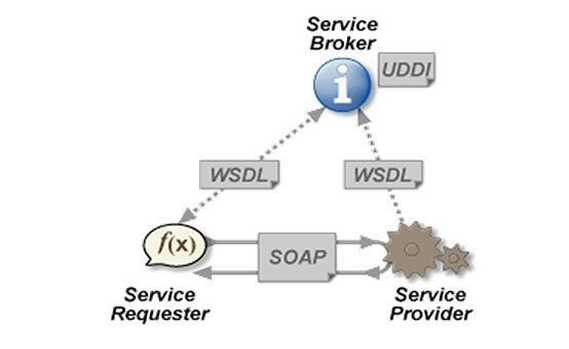 Service
Broker
UDDI
i
WSDL
WSDL
f(x)
SOAP
Service
Requester
Service
Provider